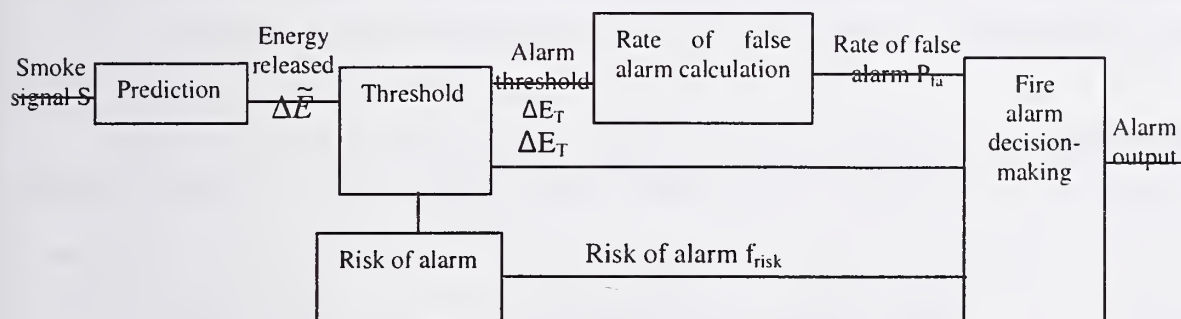 Smoke
signal S
Prediction
Energy
released
ΔẼ
Threshold
Alarm
threshold
ΔE_T
ΔE_T
Rate of false
alarm calculation
Rate of false
alarm P_fa
Fire
alarm
decision-
making
Alarm
output
Risk of alarm
Risk of alarm f_risk